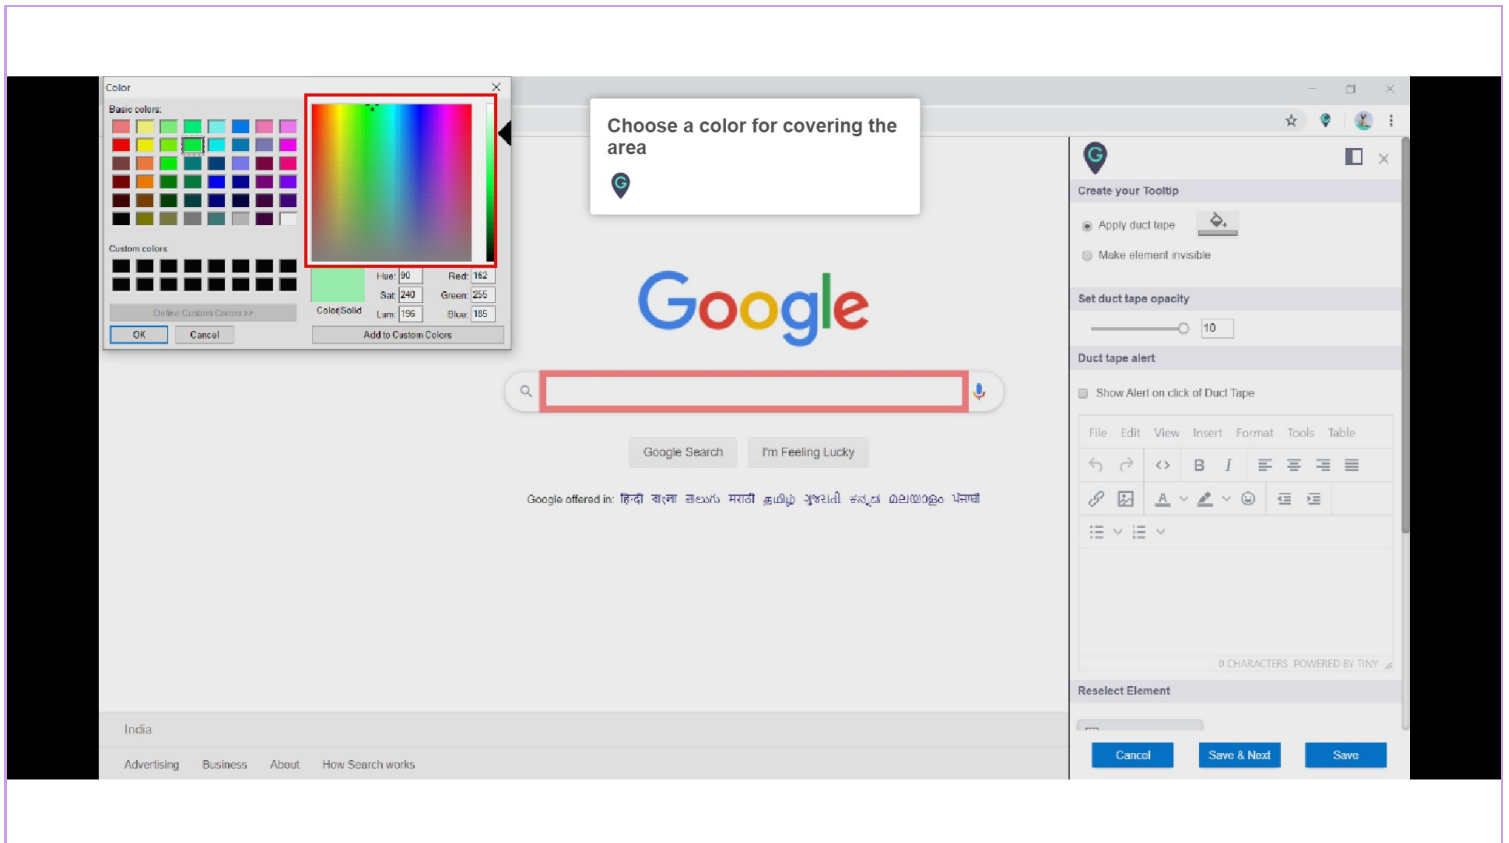 Color
Basic colors:
Custom colors:
Define Custom Colors >>
OK
Cancel
Color|Solid
Hue: 90
Sat: 240
Lum: 196
Red: 162
Green: 255
Blue: 185
Add to Custom Colors
Choose a color for covering the
area
G
Google
Google Search
I'm Feeling Lucky
Google offered in: हिन्दी বাংলা తెలుగు मराठी தமிழ் ગુજરાતી ಕನ್ನಡ മലയാളം ਪੰਜਾਬੀ
India
Advertising
Business
About
How Search works
G
Create your Tooltip
Apply duct tape
Make element invisible
Set duct tape opacity
10
Duct tape alert
Show Alert on click of Duct Tape
File Edit View Insert Format Tools Table
B I
A
0 CHARACTERS POWERED BY TINY
Reselect Element
Cancel
Save & Next
Save